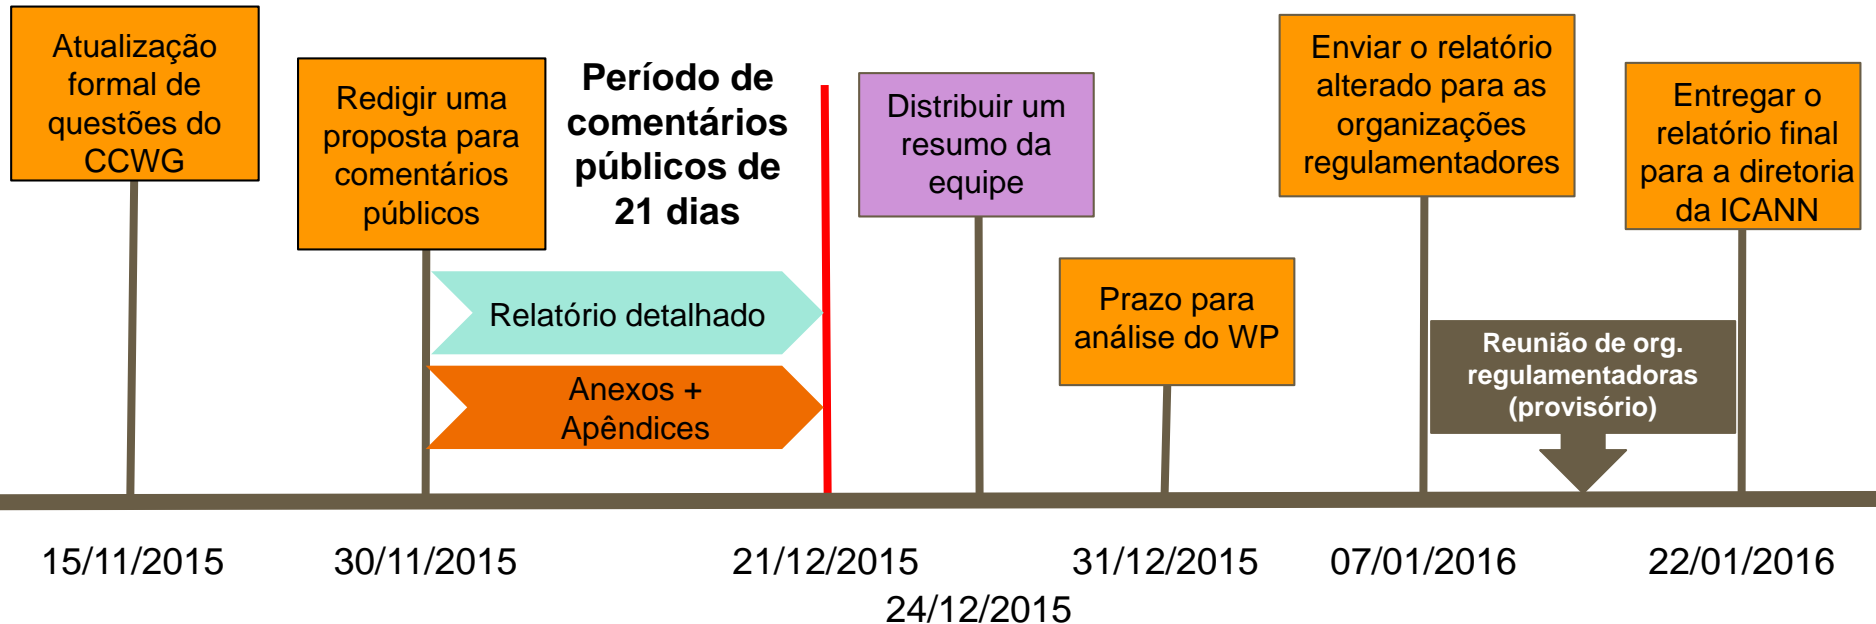 Atualização
formal de
questões do
CCWG
Redigir uma
proposta para
comentários
públicos
Período de
comentários
públicos de
21 dias
Relatório detalhado
Anexos +
Apêndices
Distribuir um
resumo da
equipe
Prazo para
análise do WP
Enviar o relatório
alterado para as
organizações
regulamentadores
Reunião de org.
regulamentadoras
(provisório)
Entregar o
relatório final
para a diretoria
da ICANN
15/11/2015
30/11/2015
21/12/2015
24/12/2015
31/12/2015
07/01/2016
22/01/2016